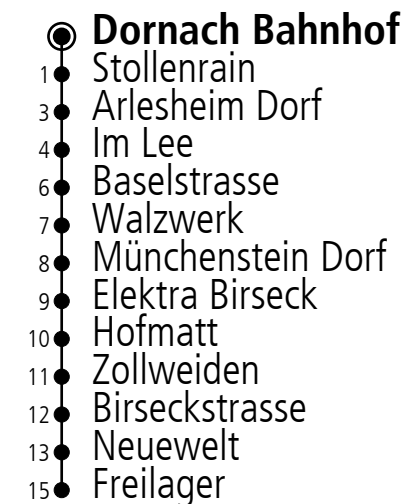 Dornach Bahnhof
1 Stollenrain
3 Arlesheim Dorf
4 Im Lee
6 Baselstrasse
7 Walzwerk
8 Münchenstein Dorf
9 Elektra Birseck
10 Hofmatt
11 Zollweiden
12 Birseckstrasse
13 Neuewelt
15 Freilager